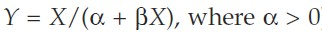 Y = X/(α + βX), where α > 0